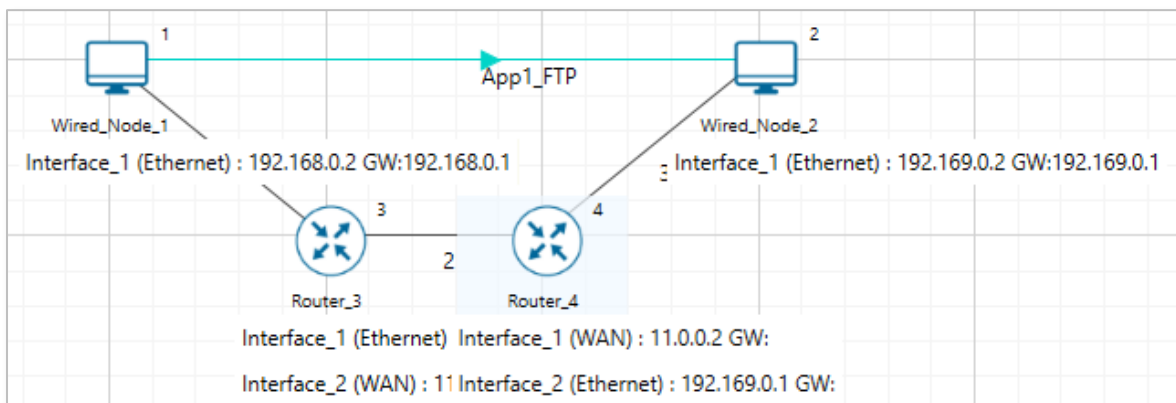 1
2
App1_FTP
Wired_Node_1
Wired_Node_2
Interface_1 (Ethernet) : 192.168.0.2 GW:192.168.0.1
Interface_1 (Ethernet) : 192.169.0.2 GW:192.169.0.1
3
4
2
Router_3
Router_4
Interface_1 (Ethernet)
Interface_1 (WAN) : 11.0.0.2 GW:
Interface_2 (WAN) : 11
Interface_2 (Ethernet) : 192.169.0.1 GW: